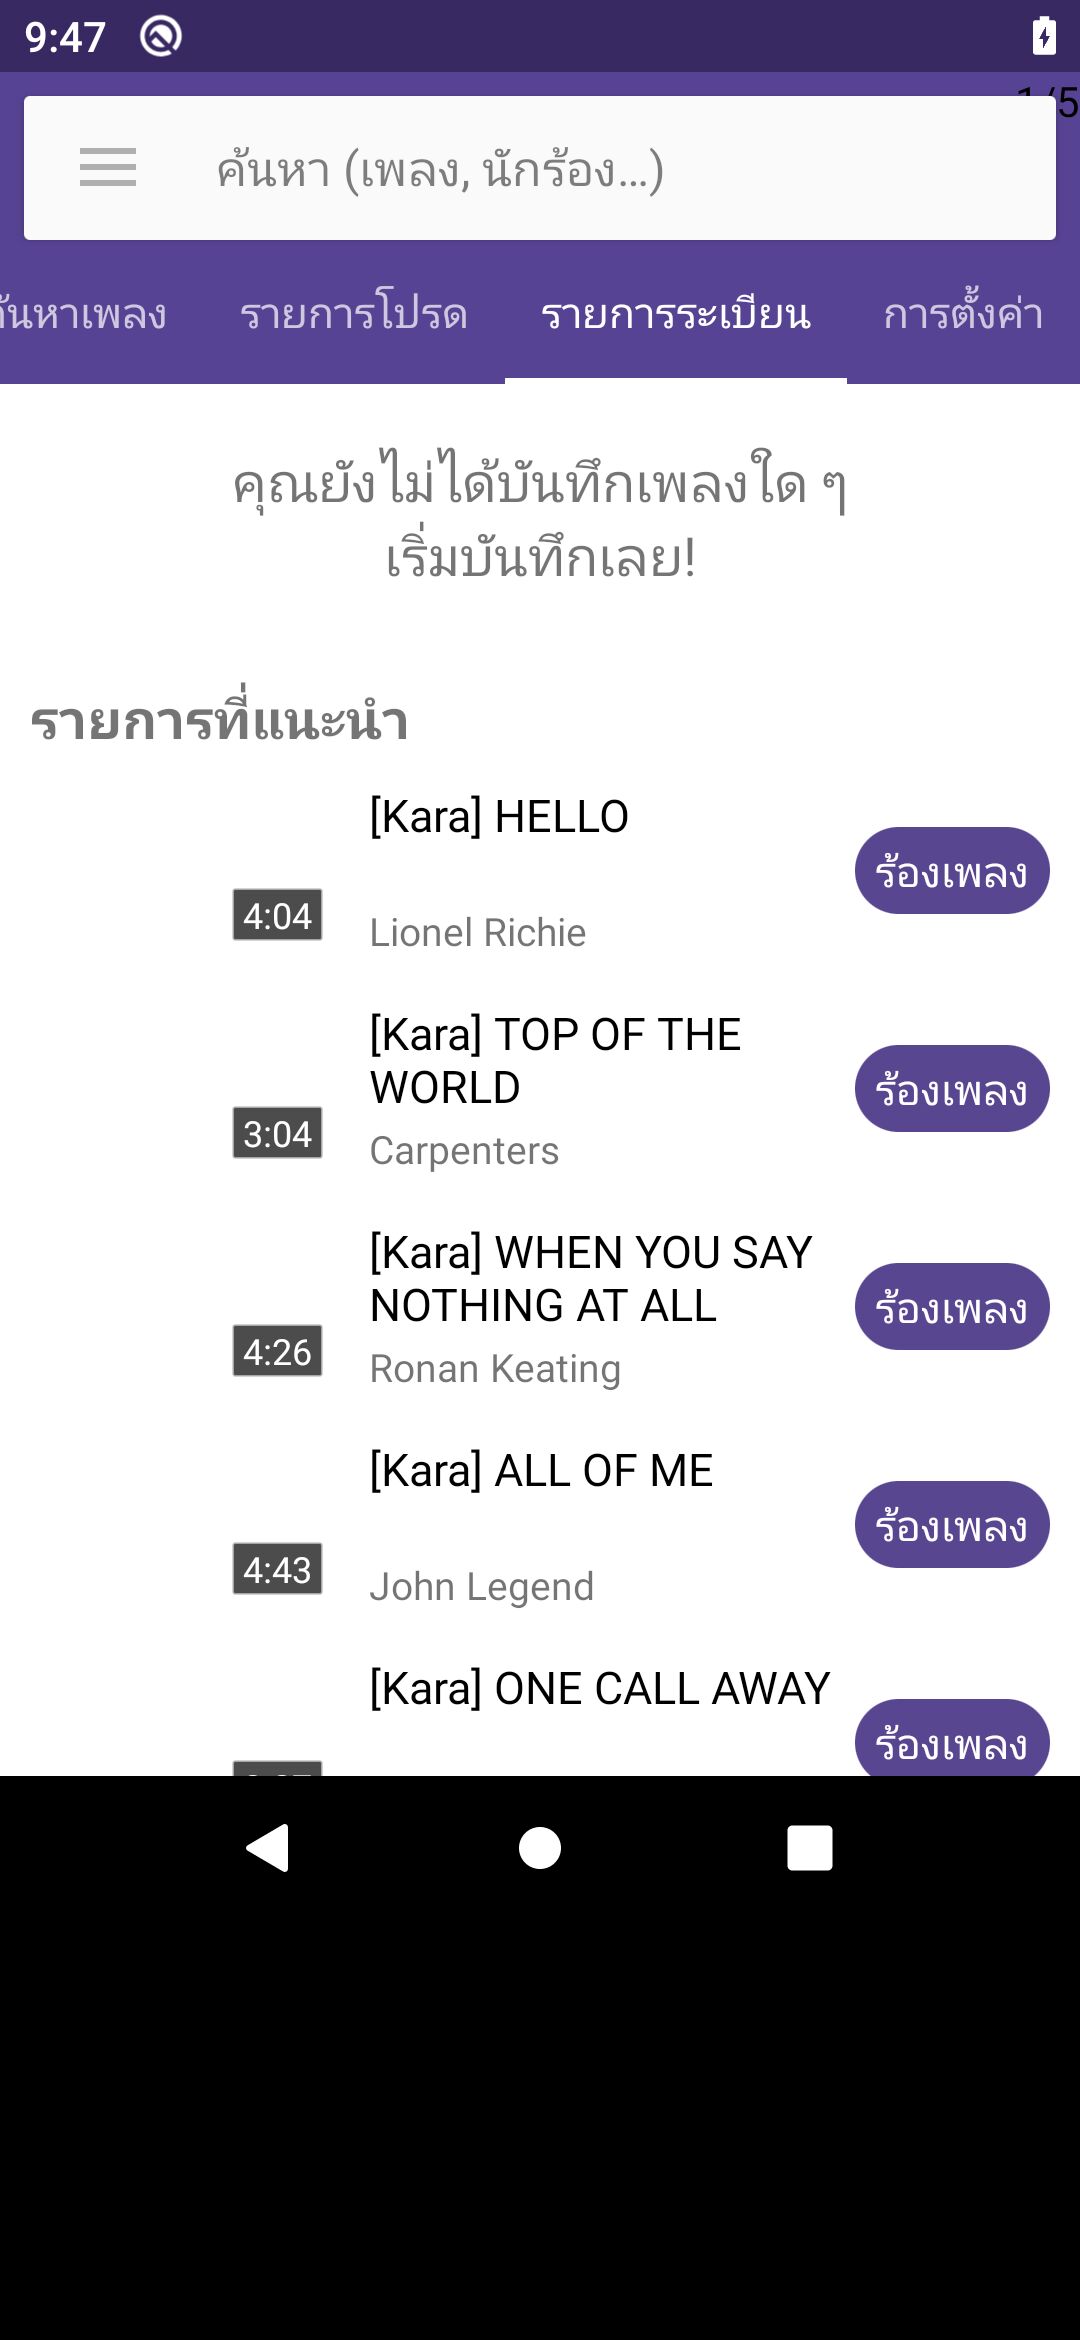 9:47
ค้นหา (เพลง, นักร้อง...)
ค้นหาเพลง
รายการโปรด
รายการระเบียน
การตั้งค่า
คุณยังไม่ได้บันทึกเพลงใด ๆ
เริ่มบันทึกเลย!
รายการที่แนะนำ
[Kara] HELLO
4:04
Lionel Richie
ร้องเพลง
[Kara] TOP OF THE
WORLD
3:04
Carpenters
ร้องเพลง
[Kara] WHEN YOU SAY
NOTHING AT ALL
4:26
Ronan Keating
ร้องเพลง
[Kara] ALL OF ME
4:43
John Legend
ร้องเพลง
[Kara] ONE CALL AWAY
ร้องเพลง